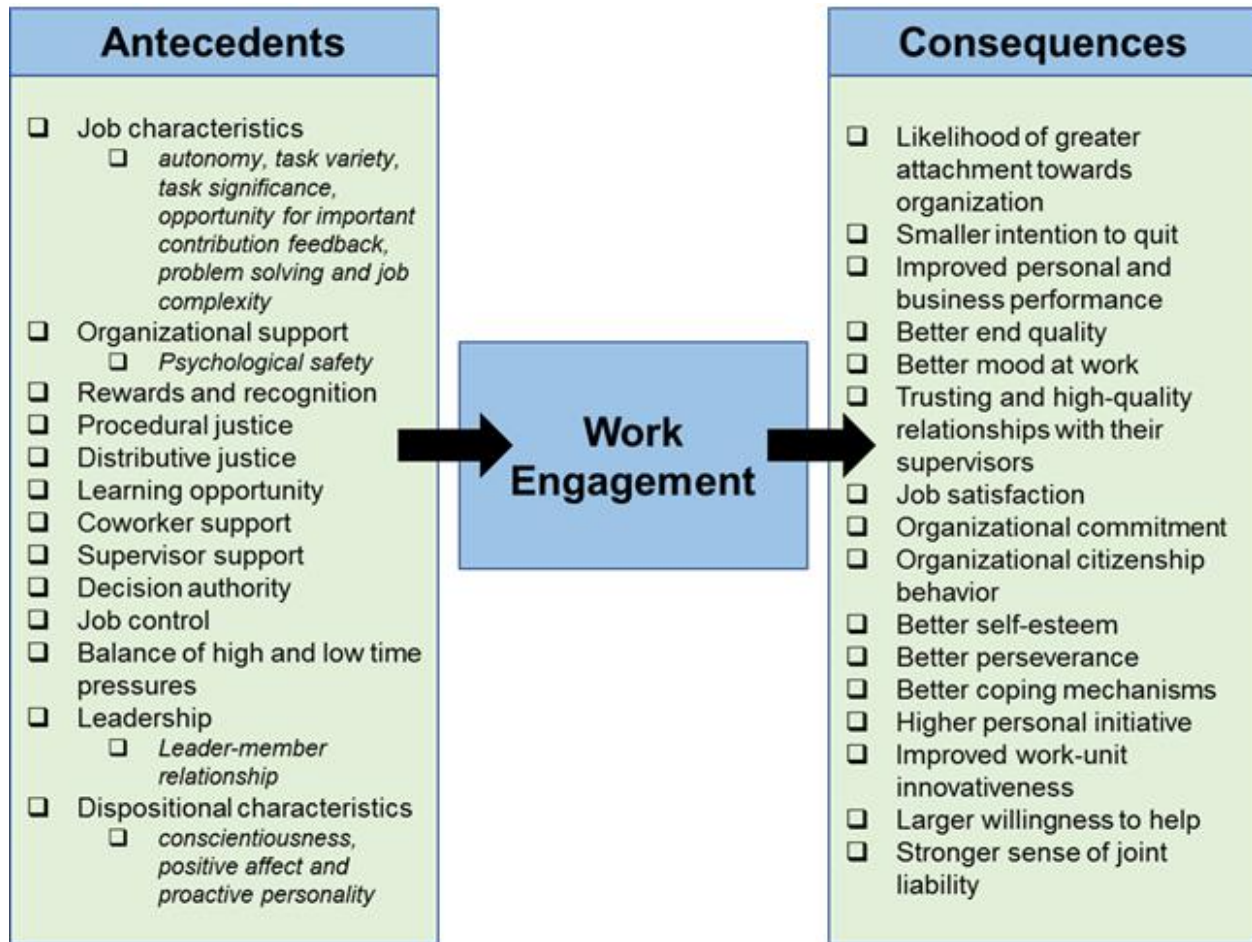 Antecedents
❑ Job characteristics
❑ autonomy, task variety,
task significance,
opportunity for important
contribution feedback,
problem solving and job
complexity
❑ Organizational support
❑ Psychological safety
❑ Rewards and recognition
❑ Procedural justice
❑ Distributive justice
❑ Learning opportunity
❑ Coworker support
❑ Supervisor support
❑ Decision authority
❑ Job control
❑ Balance of high and low time
pressures
❑ Leadership
❑ Leader-member
relationship
❑ Dispositional characteristics
❑ conscientiousness,
positive affect and
proactive personality
Work
Engagement
Consequences
❑ Likelihood of greater
attachment towards
organization
❑ Smaller intention to quit
❑ Improved personal and
business performance
❑ Better end quality
❑ Better mood at work
❑ Trusting and high-quality
relationships with their
supervisors
❑ Job satisfaction
❑ Organizational commitment
❑ Organizational citizenship
behavior
❑ Better self-esteem
❑ Better perseverance
❑ Better coping mechanisms
❑ Higher personal initiative
❑ Improved work-unit
innovativeness
❑ Larger willingness to help
❑ Stronger sense of joint
liability